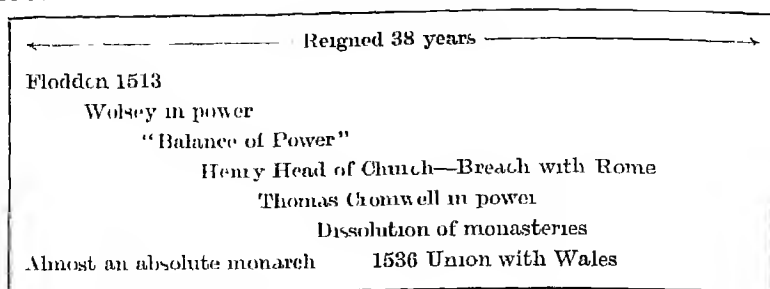 Reigned 38 years
Flodden 1513
Wolsey in power
"Balance of Power"
Henry Head of Church—Breach with Rome
Thomas Cromwell in power
Dissolution of monasteries
Almost an absolute monarch 1536 Union with Wales